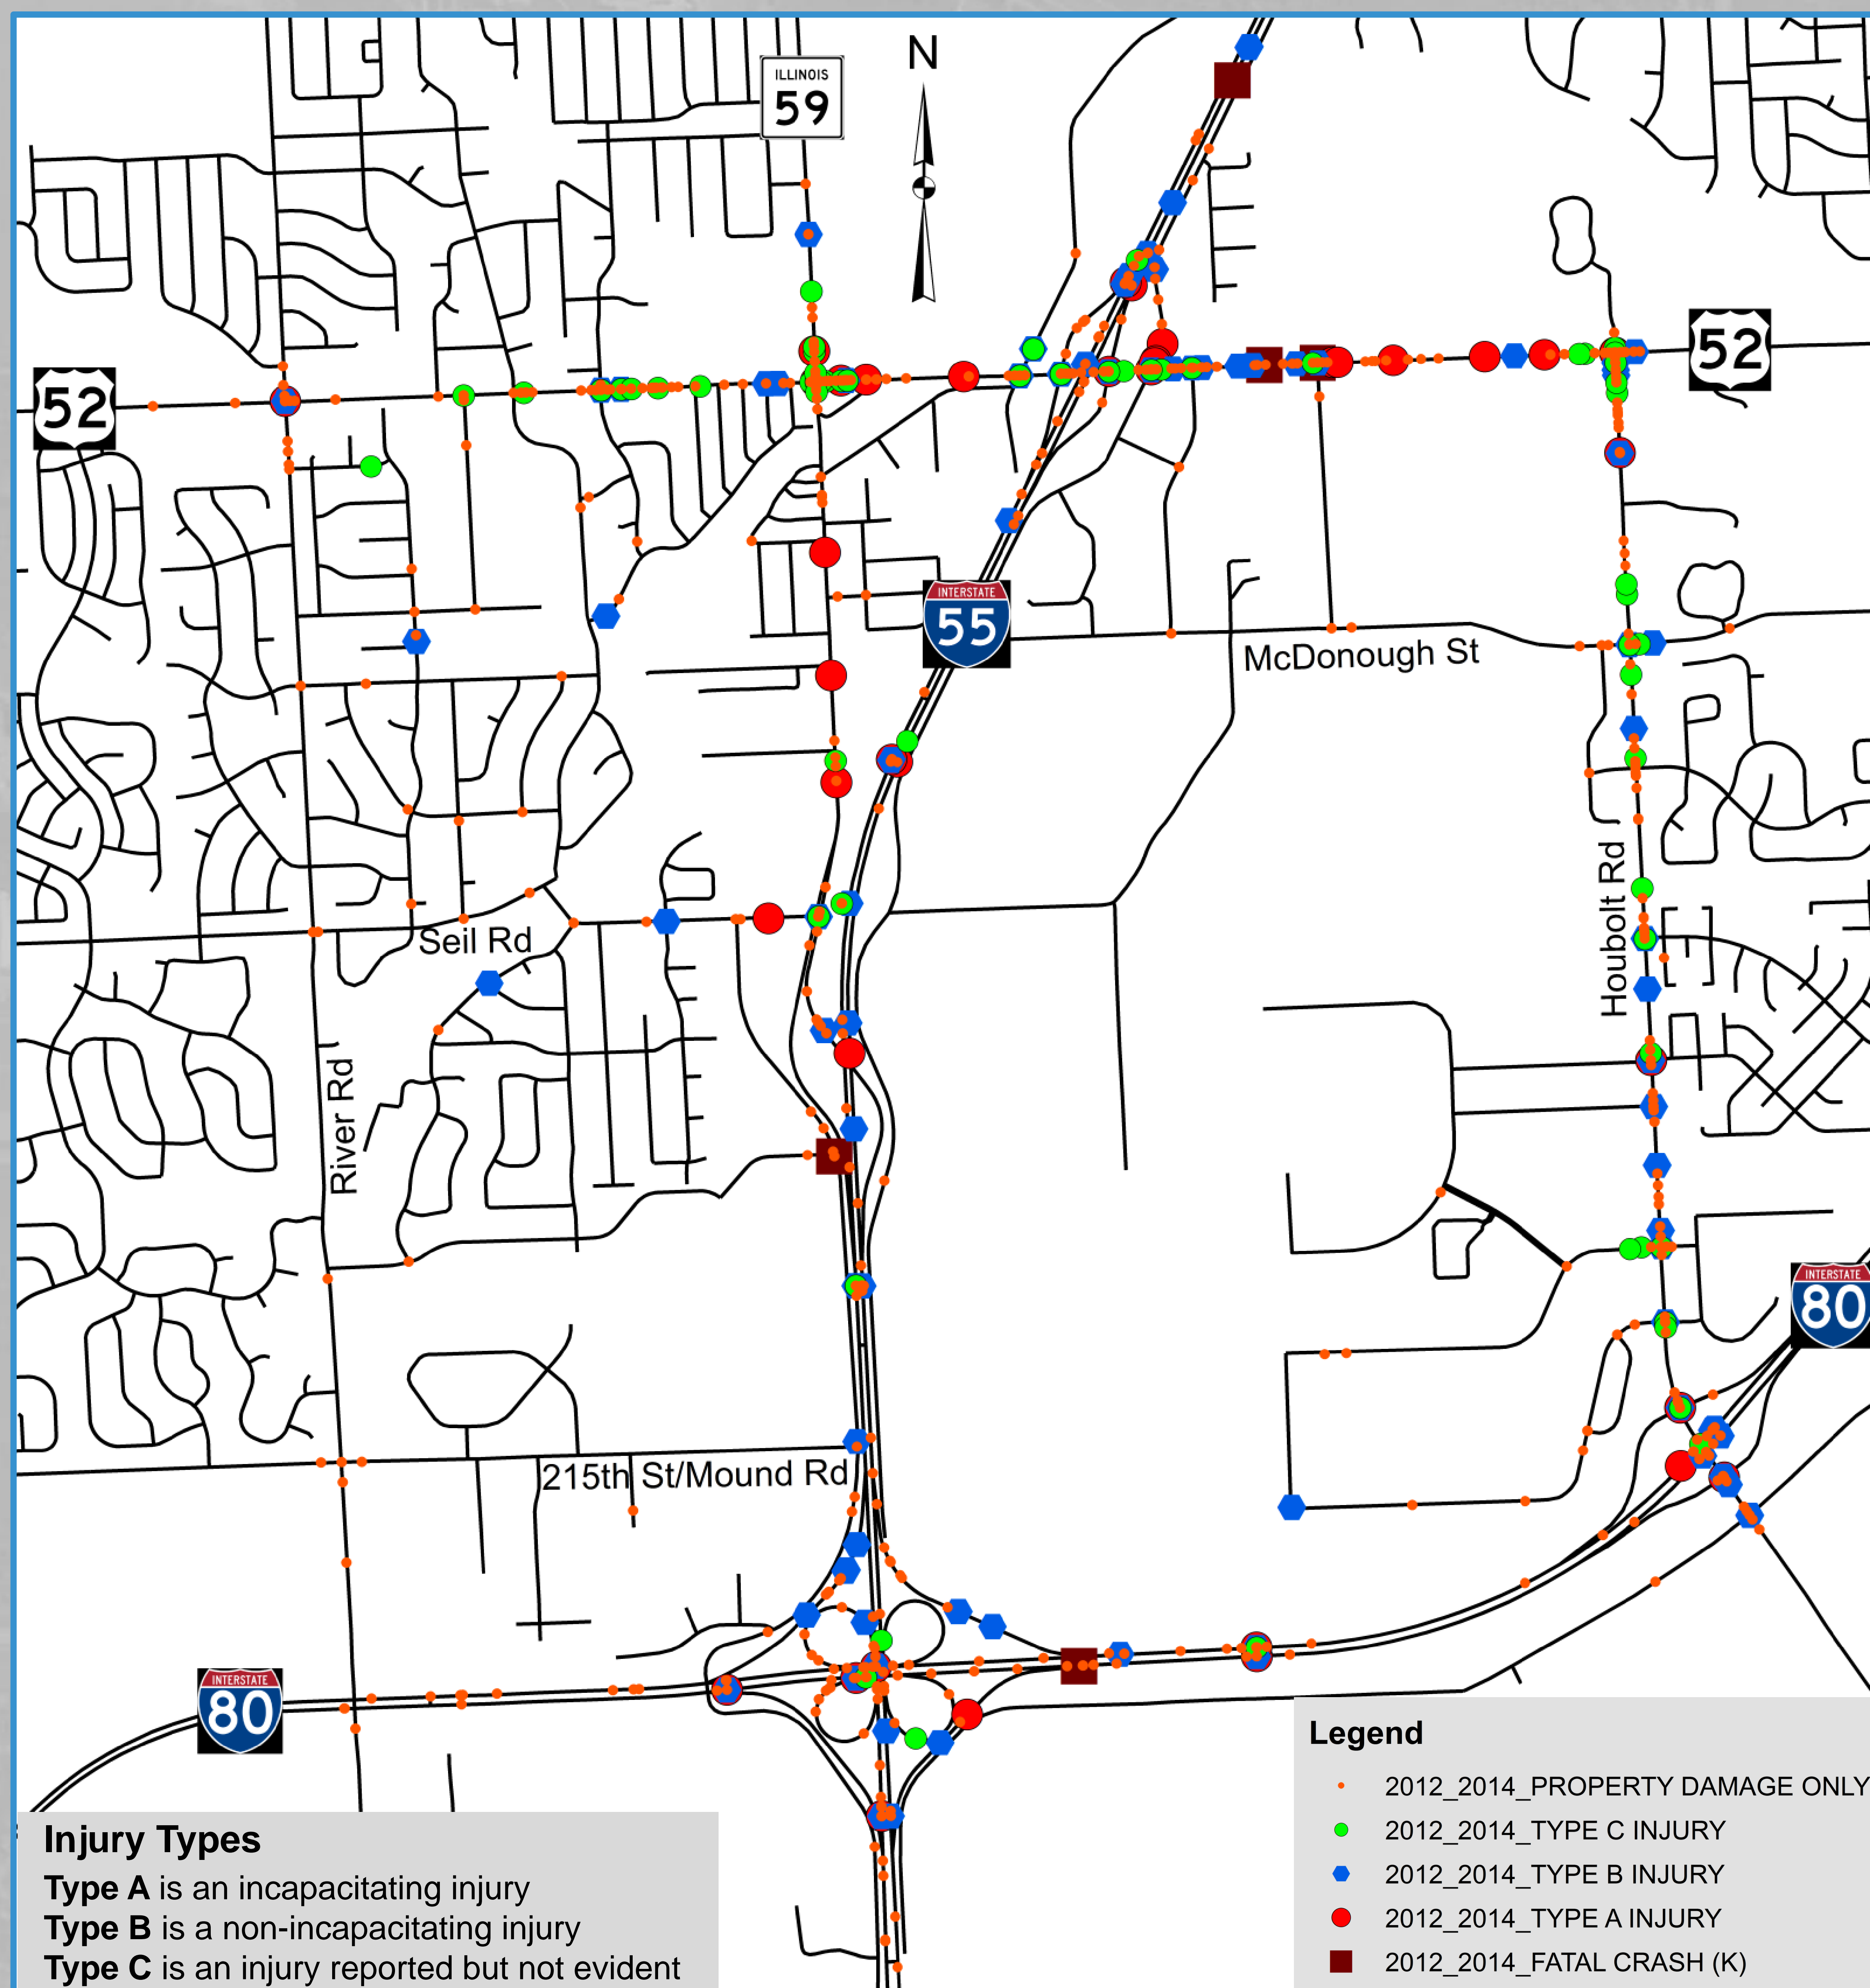 ILLINOIS
59
N
52
52
INTERSTATE
55
McDonough St
Houbolt Rd
Seil Rd
River Rd
INTERSTATE
80
215th St/Mound Rd
INTERSTATE
80
Legend
2012_2014_PROPERTY DAMAGE ONLY
2012_2014_TYPE C INJURY
2012_2014_TYPE B INJURY
2012_2014_TYPE A INJURY
2012_2014_FATAL CRASH (K)
Injury Types
Type A is an incapacitating injury
Type B is a non-incapacitating injury
Type C is an injury reported but not evident